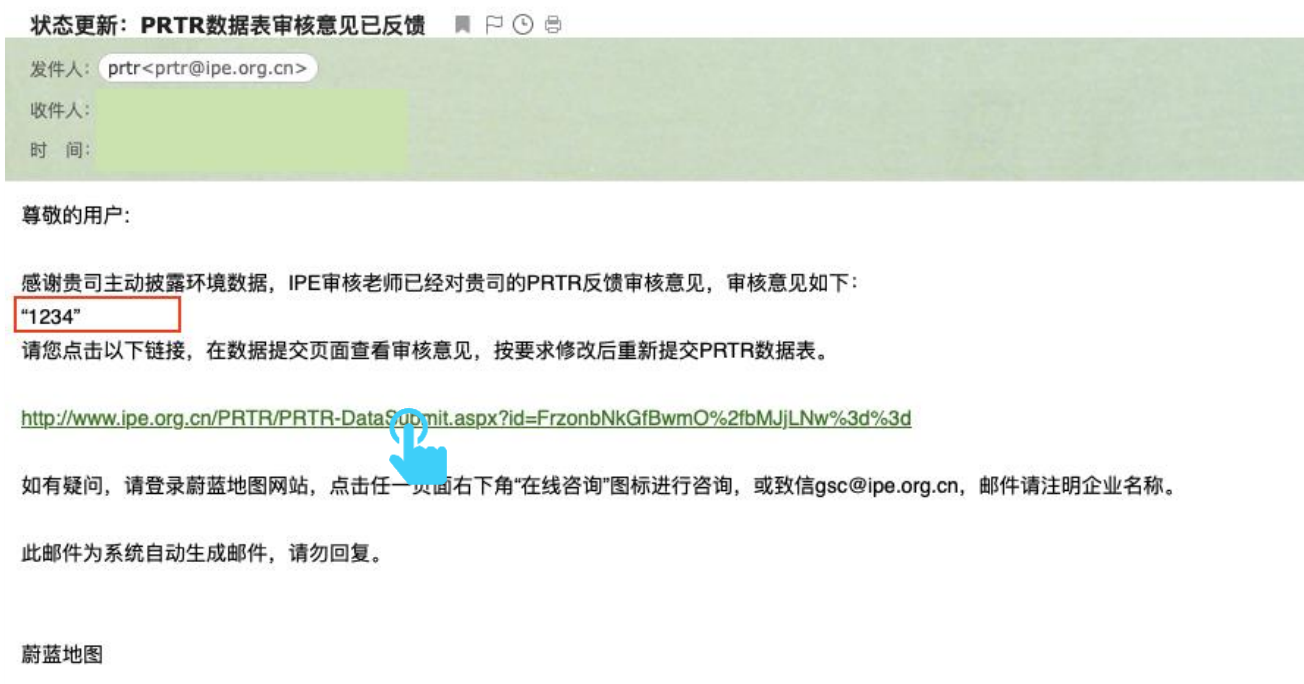 状态更新：PRTR数据表审核意见已反馈
发件人：prtr<prtr@ipe.org.cn>
收件人：
时 间：
尊敬的用户：
感谢贵司主动披露环境数据，IPE审核老师已经对贵司的PRTR反馈审核意见，审核意见如下：
“1234”
请您点击以下链接，在数据提交页面查看审核意见，按要求修改后重新提交PRTR数据表。
http://www.ipe.org.cn/PRTR/PRTR-DataSubmit.aspx?id=FrzonbNkGfBwmO%2fbMJjLNw%3d%3d
如有疑问，请登录蔚蓝地图网站，点击任一页面右下角“在线咨询”图标进行咨询，或致信gsc@ipe.org.cn，邮件请注明企业名称。
此邮件为系统自动生成邮件，请勿回复。
蔚蓝地图